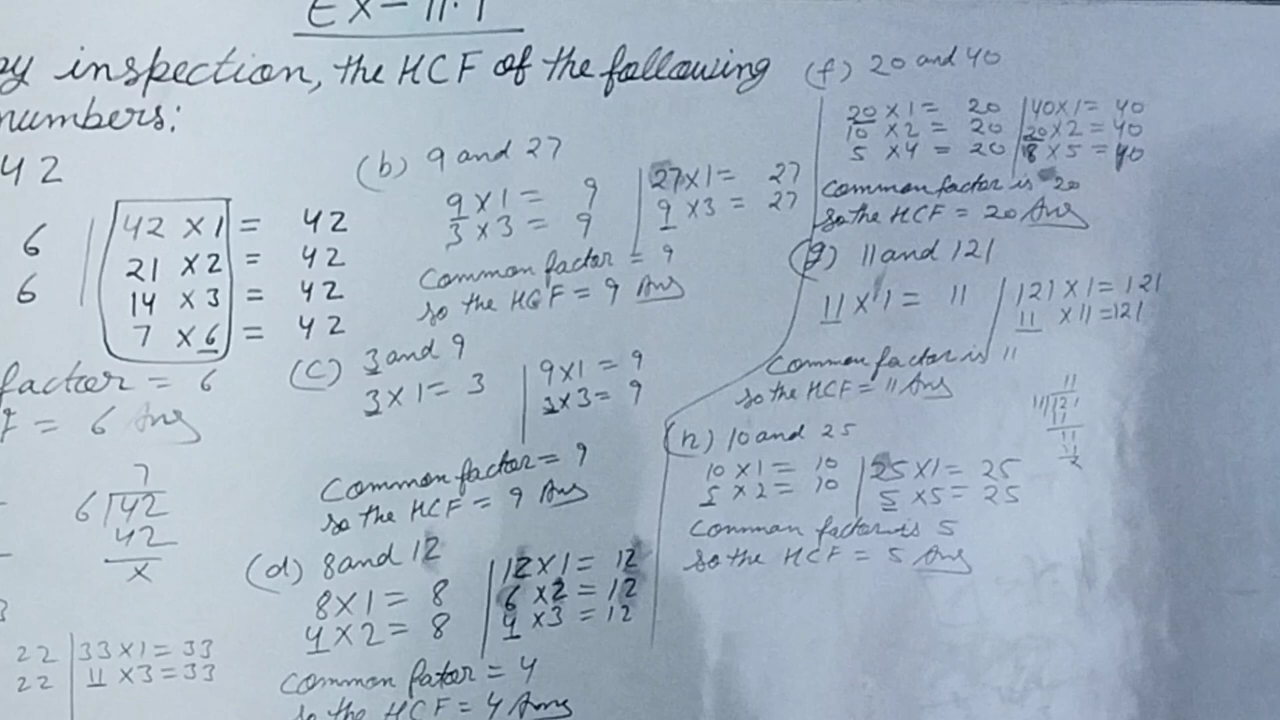 Ex - 11.1
by inspection, the HCF of the following
numbers:
42
6 | 42 × 1 = 42
6 | 21 × 2 = 42
14 × 3 = 42
7 × 6 = 42
factor = 6
= 6 Ans
7
6 42
42
x
22 | 33 × 1 = 33
22 | 11 × 3 = 33
(b) 9 and 27
9 × 1 = 9 | 27 × 1 = 27
3 × 3 = 9 | 9 × 3 = 27
Common factor = 9
so the HCF = 9 Ans
(c) 3 and 9
3 × 1 = 3 | 9 × 1 = 9
3 × 3 = 9
Common factor = 9
so the HCF = 9 Ans
(d) 8 and 12
8 × 1 = 8 | 12 × 1 = 12
4 × 2 = 8 | 6 × 2 = 12
4 × 3 = 12
Common fator = 4
so the HCF = 4 Ans
(f) 20 and 40
20 × 1 = 20 | 40 × 1 = 40
10 × 2 = 20 | 20 × 2 = 40
5 × 4 = 20 | 8 × 5 = 40
Common factor is 20
so the HCF = 20 Ans
(g) 11 and 121
11 × 1 = 11 | 121 × 1 = 121
11 × 11 = 121
Common factor is 11
so the HCF = 11 Ans
11
11 121
11
11
11
x
(h) 10 and 25
10 × 1 = 10 | 25 × 1 = 25
5 × 2 = 10 | 5 × 5 = 25
Common factor is 5
so the HCF = 5 Ans